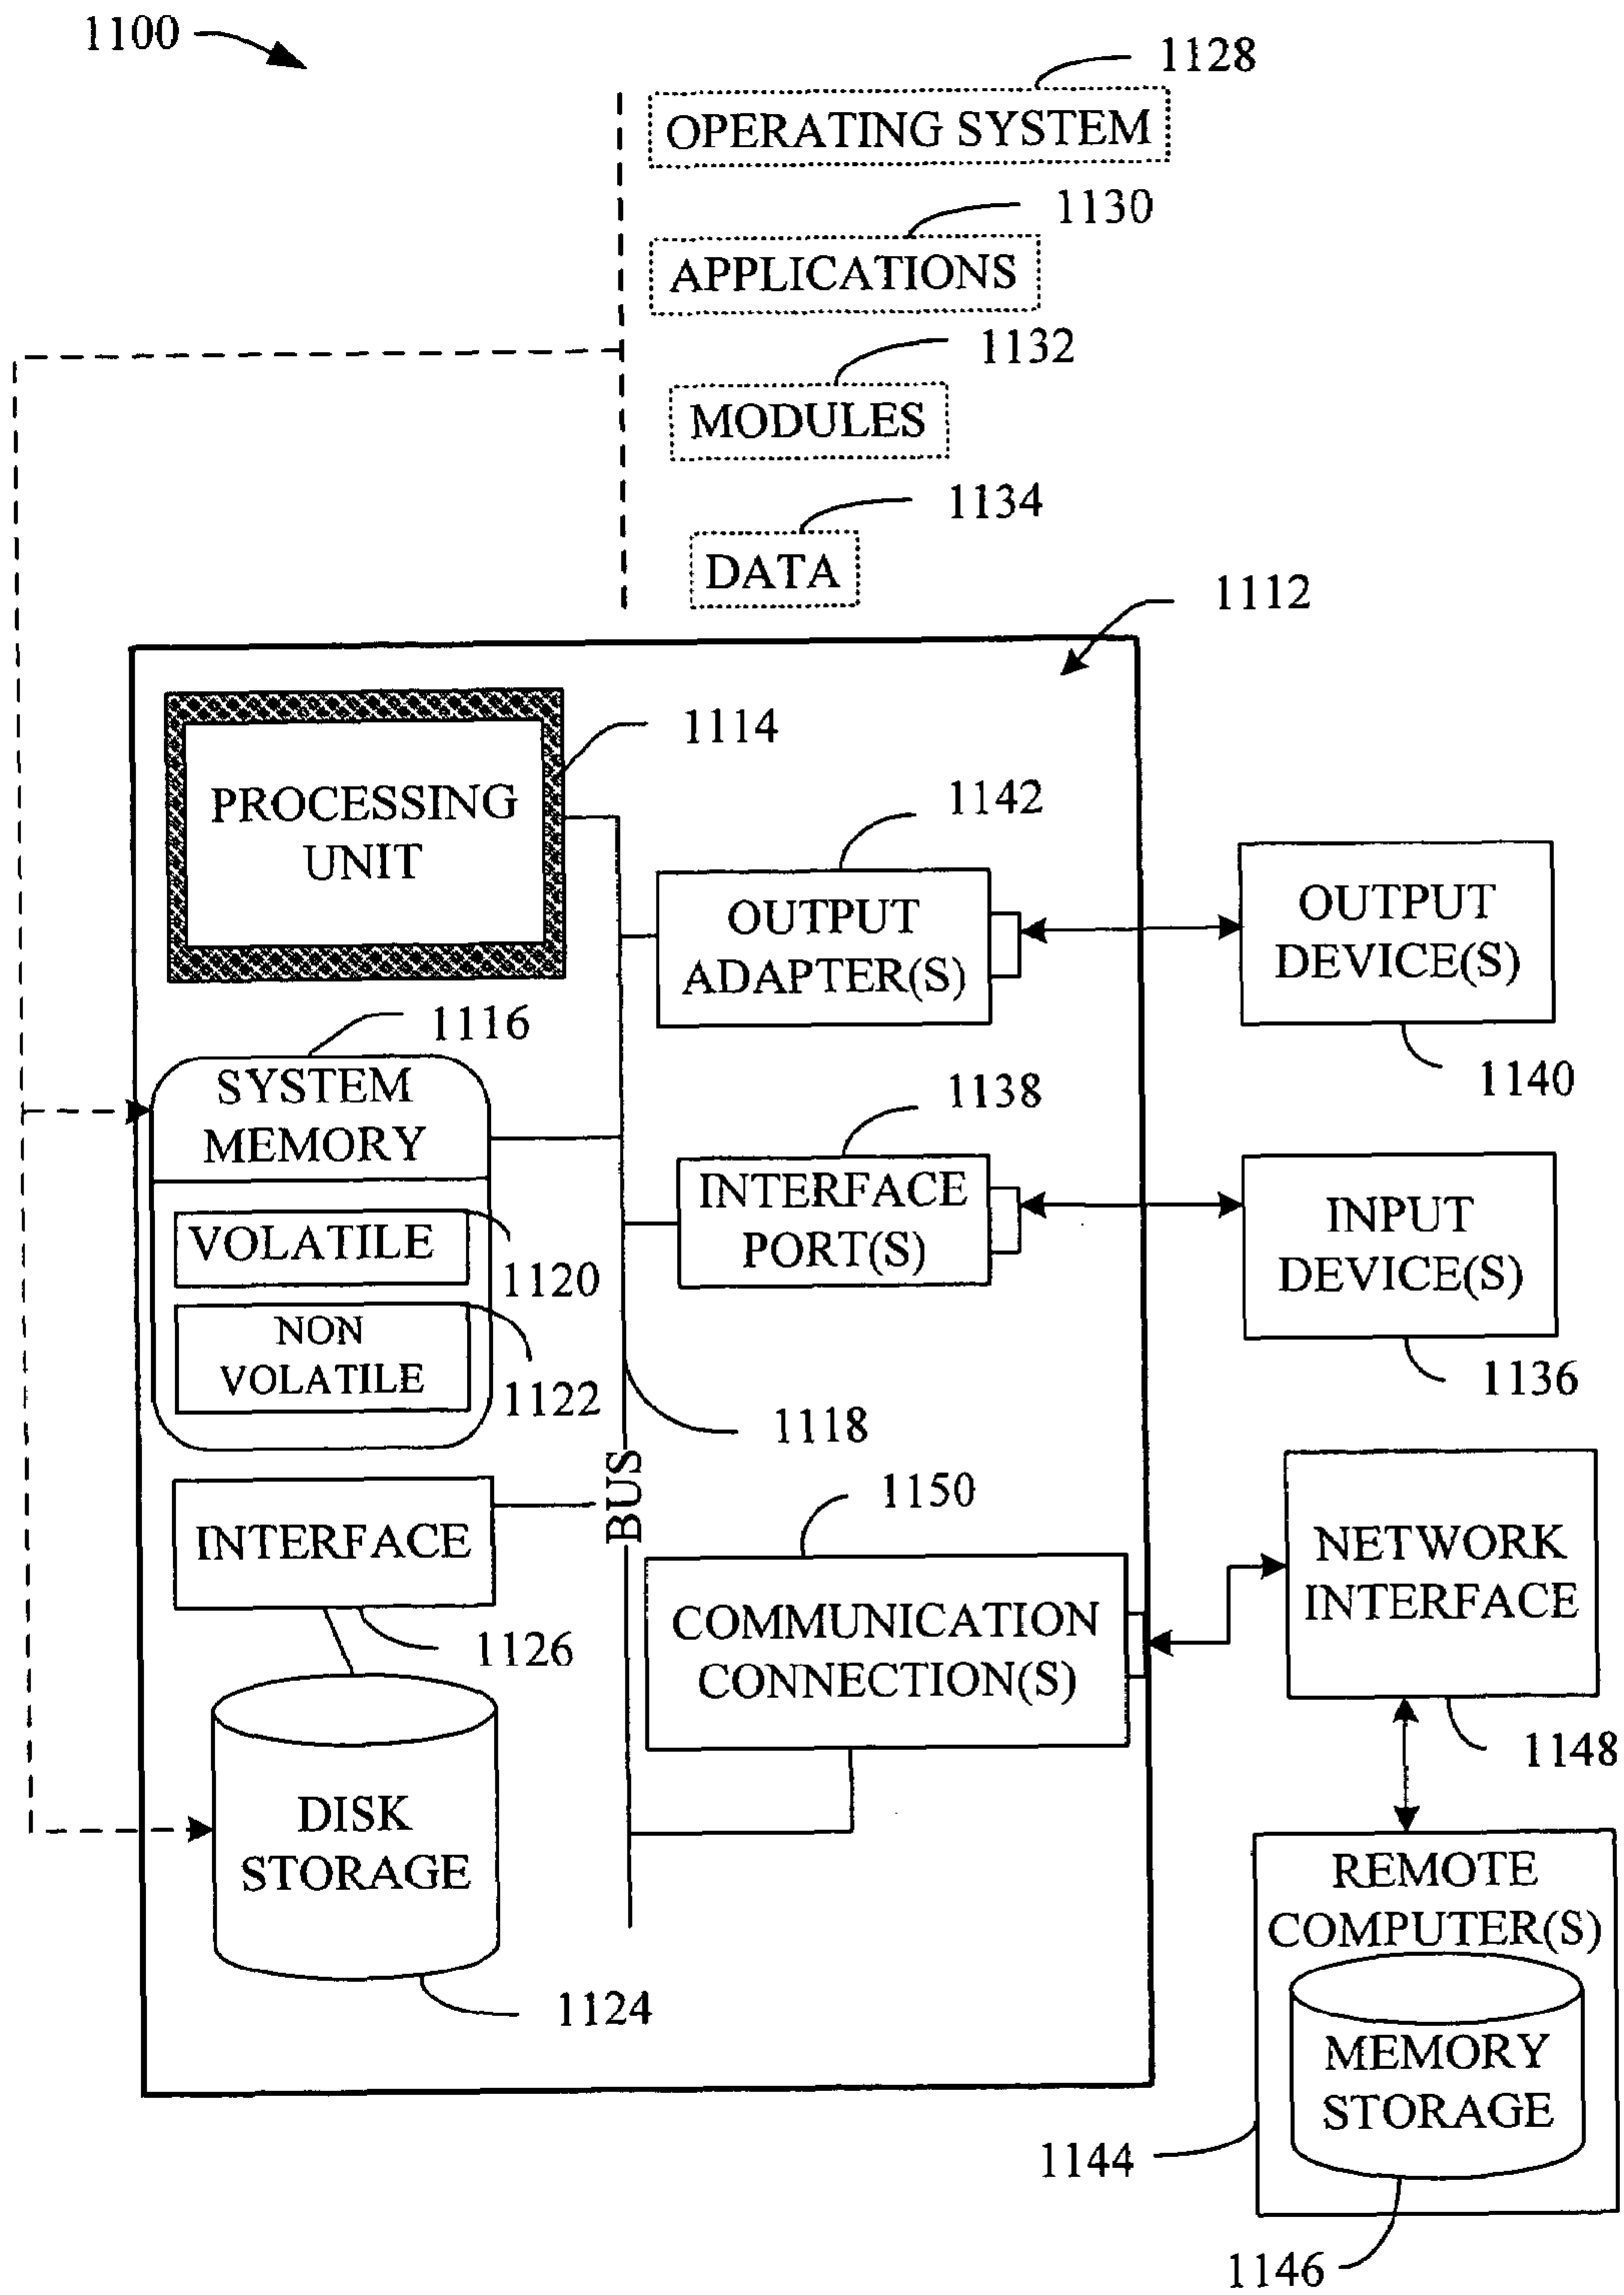 1100
1128
OPERATING SYSTEM
1130
APPLICATIONS
1132
MODULES
1134
DATA
1112
1114
PROCESSING
UNIT
1142
OUTPUT
ADAPTER(S)
OUTPUT
DEVICE(S)
1140
1116
SYSTEM
MEMORY
1138
INTERFACE
PORT(S)
INPUT
DEVICE(S)
1136
VOLATILE
1120
NON
VOLATILE
1122
1118
BUS
INTERFACE
1126
1150
COMMUNICATION
CONNECTION(S)
NETWORK
INTERFACE
1148
DISK
STORAGE
1124
REMOTE
COMPUTER(S)
MEMORY
STORAGE
1144
1146